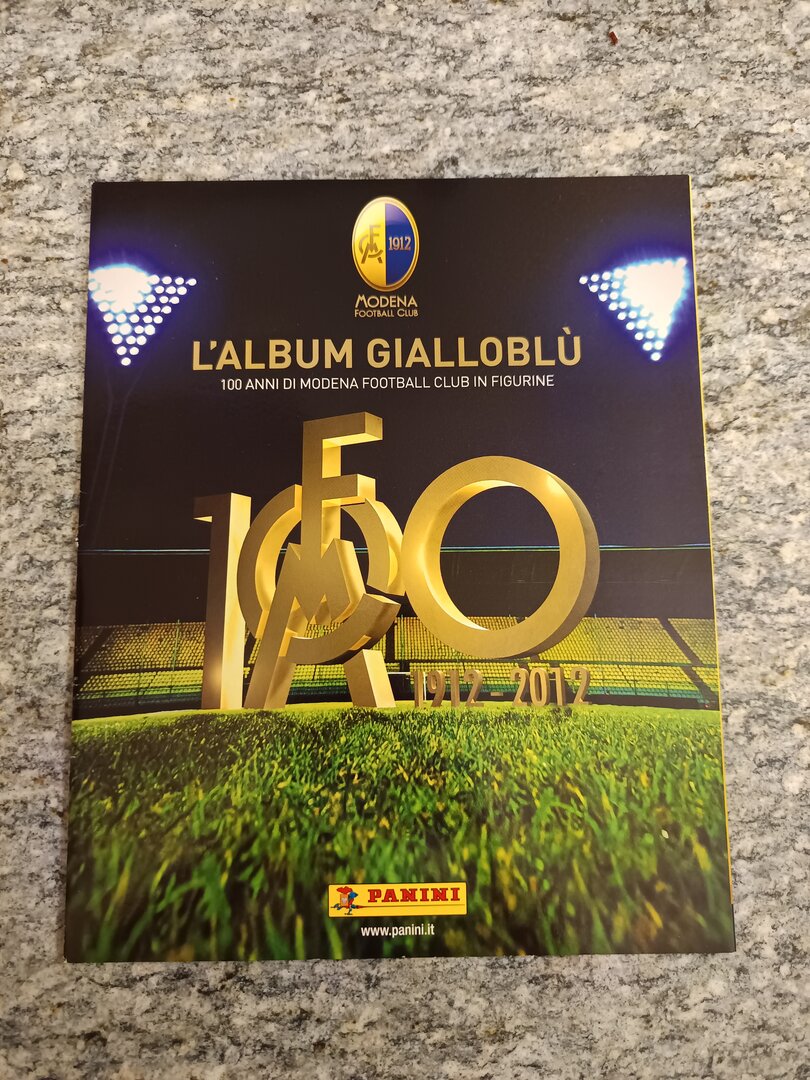 1912
MODENA
FOOTBALL CLUB
L'ALBUM GIALLOBLÙ
100 ANNI DI MODENA FOOTBALL CLUB IN FIGURINE
100
1912-2012
PANINI
www.panini.it